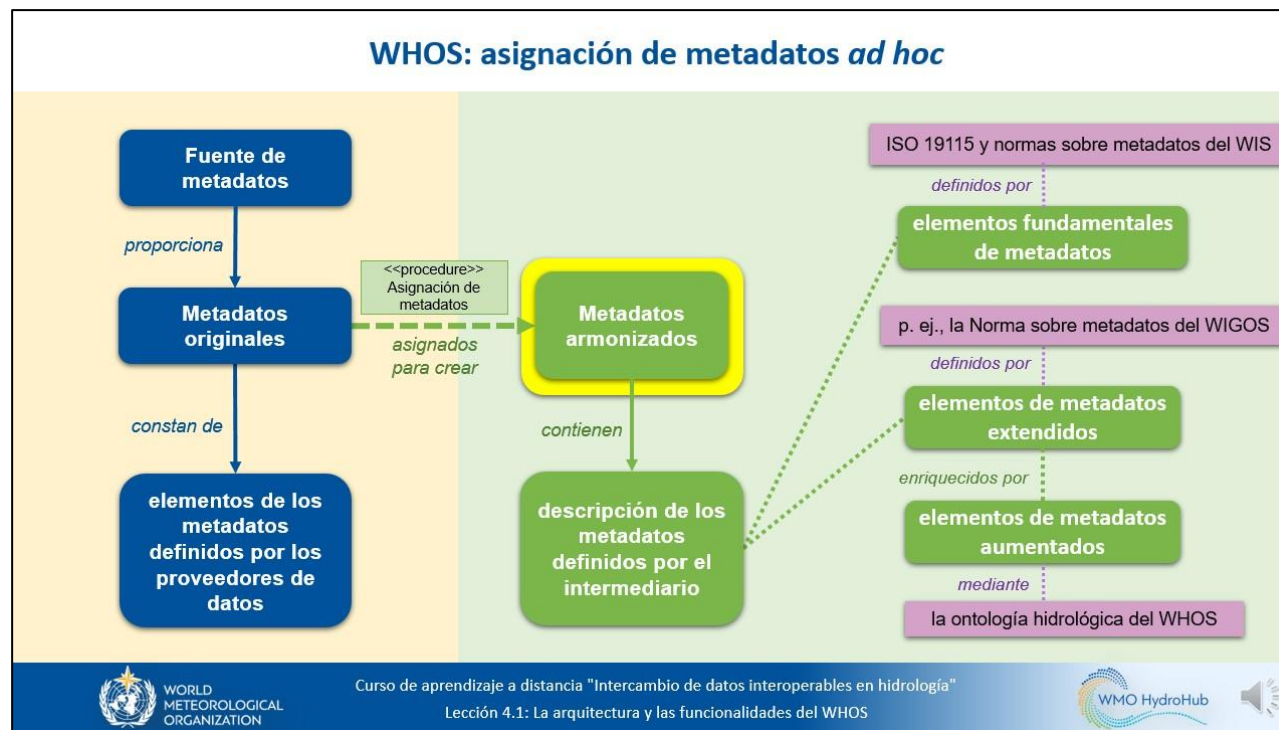 WHOS: asignación de metadatos ad hoc
Fuente de
metadatos
proporciona
Metadatos
originales
constan de
elementos de los
metadatos
definidos por los
proveedores de
datos
<<procedure>>
Asignación de
metadatos
asignados
para crear
Metadatos
armonizados
contienen
descripción de los
metadatos
definidos por el
intermediario
ISO 19115 y normas sobre metadatos del WIS
definidos por
elementos fundamentales
de metadatos
p. ej., la Norma sobre metadatos del WIGOS
definidos por
elementos de metadatos
extendidos
enriquecidos por
elementos de metadatos
aumentados
mediante
la ontología hidrológica del WHOS
WORLD
METEOROLOGICAL
ORGANIZATION
Curso de aprendizaje a distancia "Intercambio de datos interoperables en hidrología"
Lección 4.1: La arquitectura y las funcionalidades del WHOS
WMO HydroHub